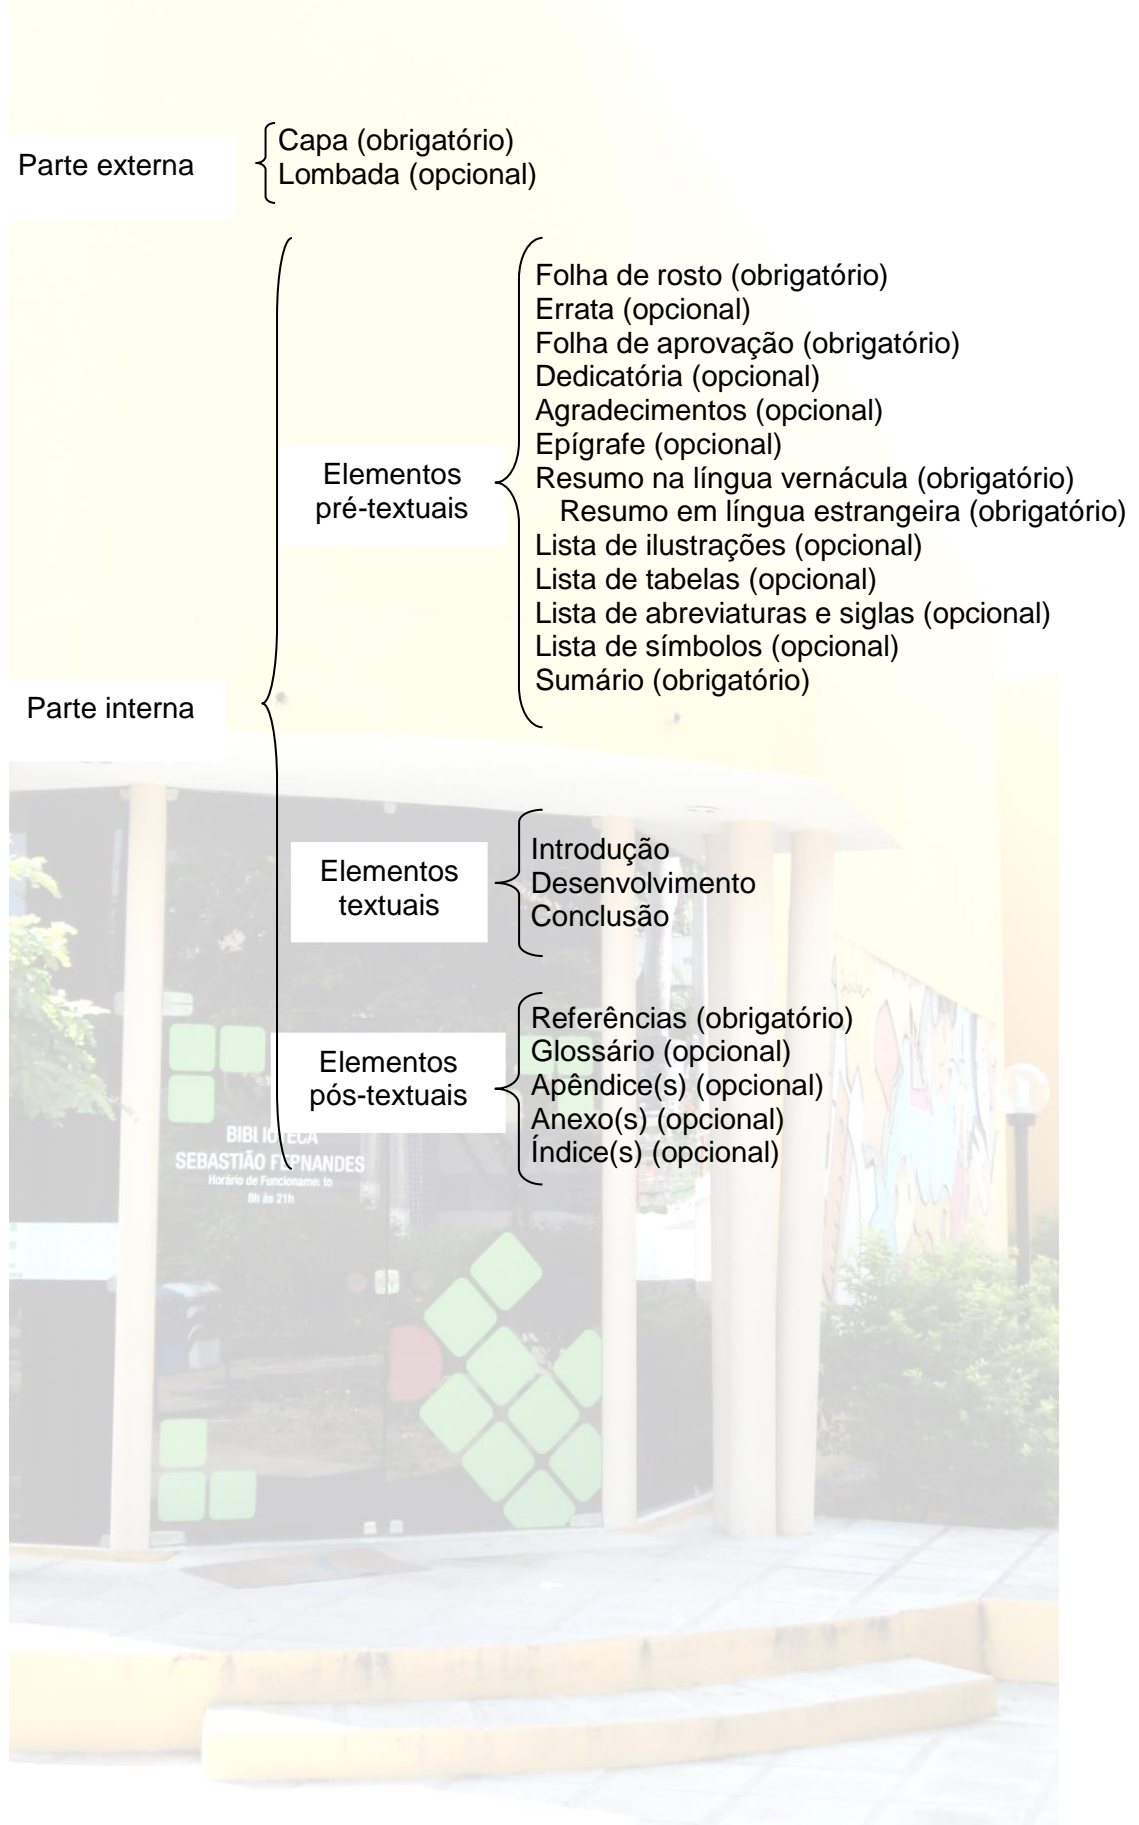 Parte externa
Capa (obrigatório)
Lombada (opcional)
Parte interna
Elementos
pré-textuais
Folha de rosto (obrigatório)
Errata (opcional)
Folha de aprovação (obrigatório)
Dedicatória (opcional)
Agradecimentos (opcional)
Epígrafe (opcional)
Resumo na língua vernácula (obrigatório)
Resumo em língua estrangeira (obrigatório)
Lista de ilustrações (opcional)
Lista de tabelas (opcional)
Lista de abreviaturas e siglas (opcional)
Lista de símbolos (opcional)
Sumário (obrigatório)
Elementos
textuais
Introdução
Desenvolvimento
Conclusão
Elementos
pós-textuais
Referências (obrigatório)
Glossário (opcional)
Apêndice(s) (opcional)
Anexo(s) (opcional)
Índice(s) (opcional)
BIBLIOTECA
SEBASTIÃO FERNANDES
Horário de Funcionamento
8h às 21h